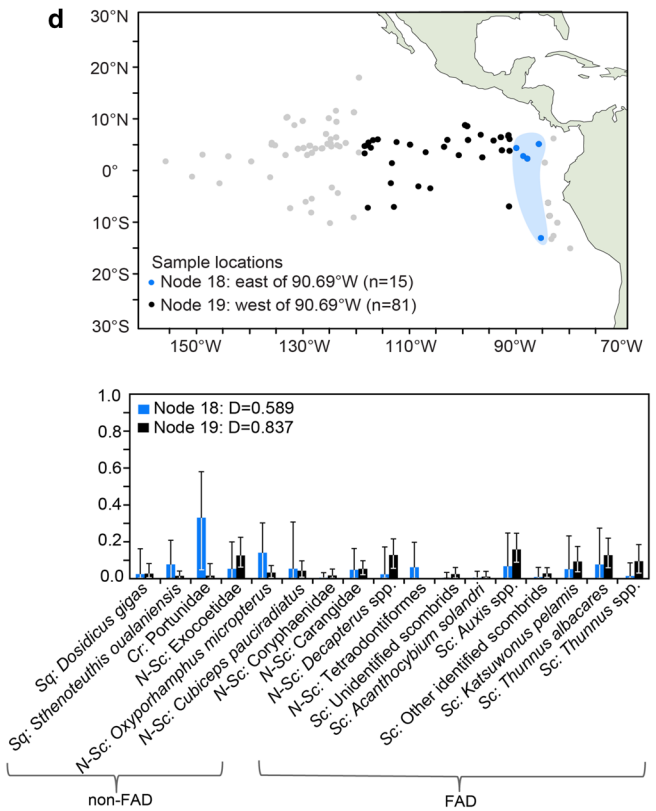 d
30°N
20°N
10°N
0°
10°S
20°S
30°S
Sample locations
Node 18: east of 90.69°W (n=15)
Node 19: west of 90.69°W (n=81)
150°W
130°W
110°W
90°W
70°W
1.0
0.8
0.6
0.4
0.2
0.0
Node 18: D=0.589
Node 19: D=0.837
Sq: Dosidicus gigas
Sq: Sthenoteuthis oualaniensis
Cr: Portunidae
N-Sc: Exocoetidae
N-Sc: Oxyporhamphus micropterus
N-Sc: Cubiceps pauciradiatus
N-Sc: Coryphaenidae
N-Sc: Carangidae
N-Sc: Decapterus spp.
N-Sc: Tetraodontiformes
Sc: Unidentified scombrids
Sc: Acanthocybium solandri
Sc: Auxis spp.
Sc: Other identified scombrids
Sc: Katsuwonus pelamis
Sc: Thunnus albacares
Sc: Thunnus spp.
non-FAD
FAD